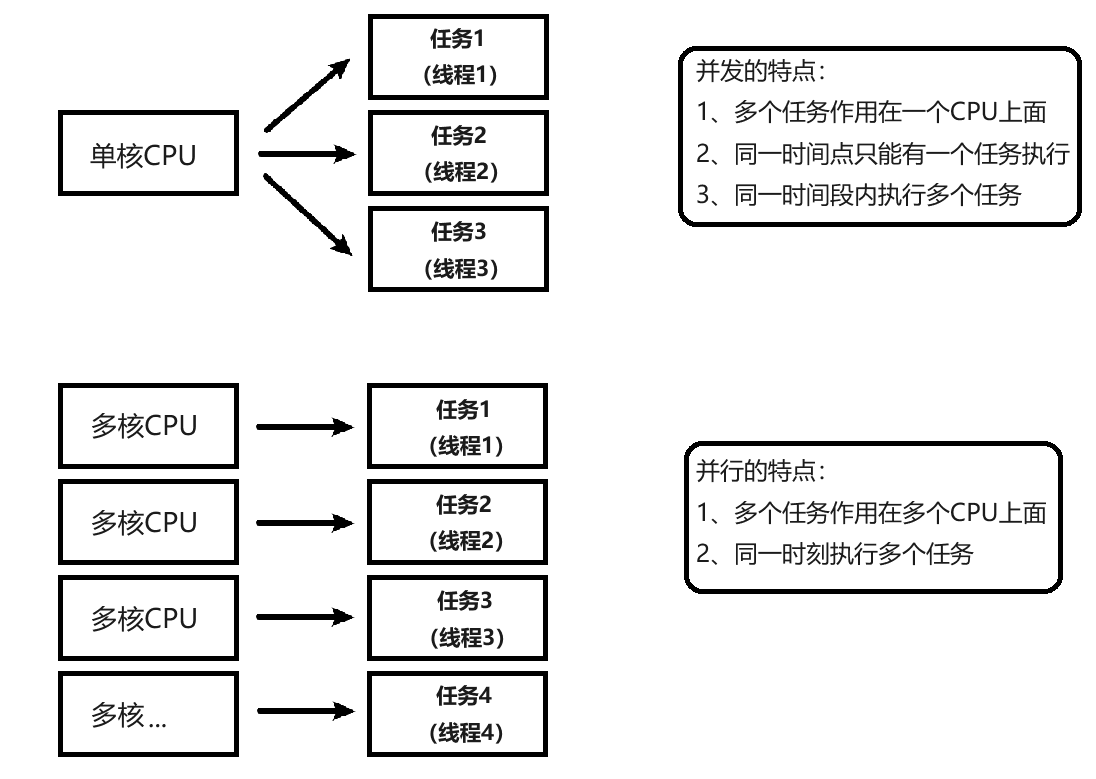 单核CPU
任务1
（线程1）
任务2
（线程2）
任务3
（线程3）
并发的特点：
1、多个任务作用在一个CPU上面
2、同一时间点只能有一个任务执行
3、同一时间段内执行多个任务
多核CPU
任务1
（线程1）
多核CPU
任务2
（线程2）
多核CPU
任务3
（线程3）
多核...
任务4
（线程4）
并行的特点：
1、多个任务作用在多个CPU上面
2、同一时刻执行多个任务